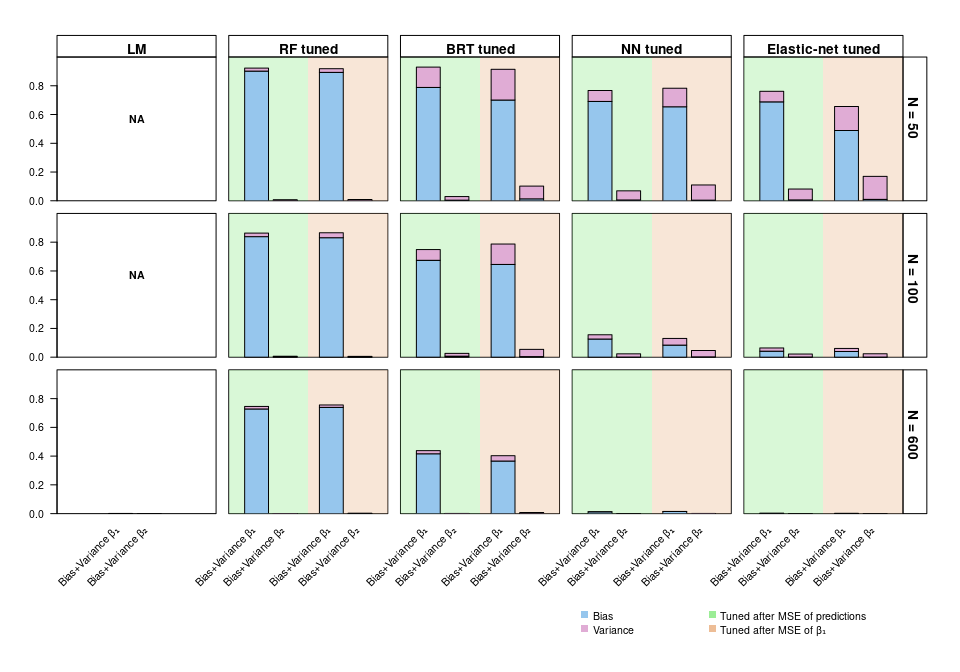 LM
RF tuned
BRT tuned
NN tuned
Elastic-net tuned
0.8
0.6
0.4
0.2
0.0
NA
N = 50
0.8
0.6
0.4
0.2
0.0
NA
N = 100
0.8
0.6
0.4
0.2
0.0
N = 600
Bias+Variance β₁
Bias+Variance β₂
Bias+Variance β₁
Bias+Variance β₂
Bias+Variance β₁
Bias+Variance β₂
Bias+Variance β₁
Bias+Variance β₂
Bias+Variance β₁
Bias+Variance β₂
Bias+Variance β₁
Bias+Variance β₂
Bias+Variance β₁
Bias+Variance β₂
Bias+Variance β₁
Bias+Variance β₂
Bias+Variance β₁
Bias+Variance β₂
Bias
Variance
Tuned after MSE of predictions
Tuned after MSE of β₁